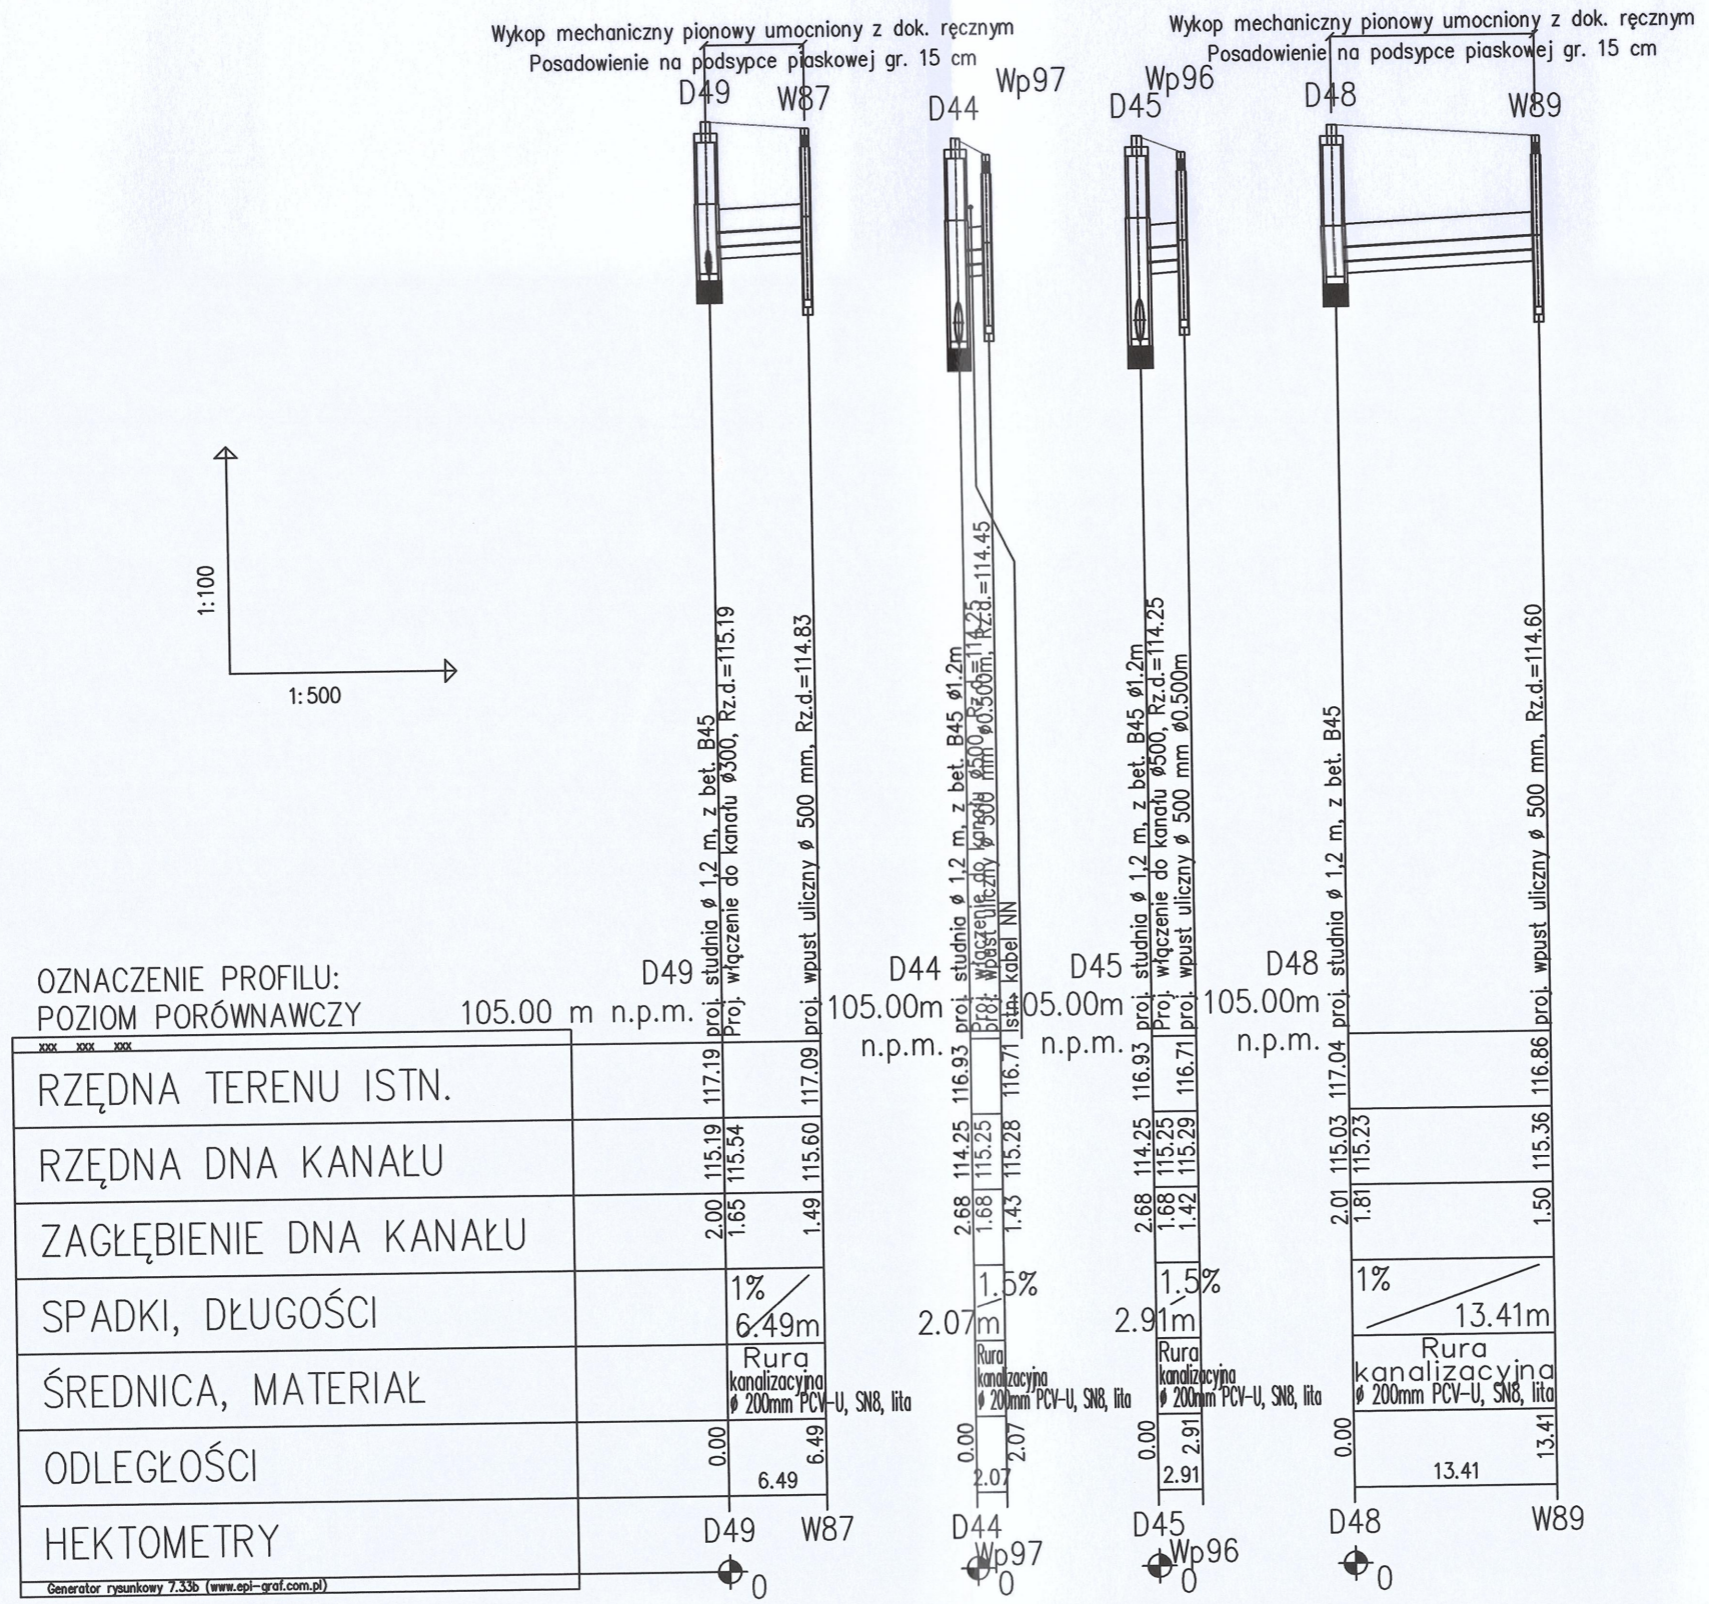 Wykop mechaniczny pionowy umocniony z dok. ręcznym
Posadowienie na podsypce piaskowej gr. 15 cm
Wykop mechaniczny pionowy umocniony z dok. ręcznym
Posadowienie na podsypce piaskowej gr. 15 cm
D49
W87
D44
Wp97
D45
Wp96
D48
W89
1:100
1:500
proj. studnia ø 1,2 m, z bet. B45
Proj. włączenie do kanału ø300, Rz.d.=115.19
proj. wpust uliczny ø 500 mm, Rz.d.=114.83
proj. studnia ø 1,2 m, z bet. B45 ø1.2m
Proj. włączenie do kanału ø500, Rz.d.=114.25
proj. wpust uliczny ø 500 mm ø0.500m, Rz.d.=114.45
Istn. kabel NN
proj. studnia ø 1,2 m, z bet. B45 ø1.2m
Proj. włączenie do kanału ø500, Rz.d.=114.25
proj. wpust uliczny ø 500 mm ø0.500m
proj. studnia ø 1,2 m, z bet. B45
proj. wpust uliczny ø 500 mm, Rz.d.=114.60
OZNACZENIE PROFILU:
D49
D44
D45
D48
POZIOM PORÓWNAWCZY
105.00 m n.p.m.
105.00m
n.p.m.
05.00m
n.p.m.
105.00m
n.p.m.
xxx xxx xxx
RZĘDNA TERENU ISTN.
117.19
117.09
116.93
116.71
116.93
116.71
117.04
116.86
RZĘDNA DNA KANAŁU
115.19
115.54
115.60
114.25
115.25
115.28
114.25
115.25
115.29
115.03
115.23
115.36
ZAGŁĘBIENIE DNA KANAŁU
2.00
1.65
1.49
2.68
1.68
1.43
2.68
1.68
1.42
2.01
1.81
1.50
SPADKI, DŁUGOŚCI
1%
6.49m
1.5%
2.07m
1.5%
2.91m
1%
13.41m
ŚREDNICA, MATERIAŁ
Rura
kanalizacyjna
ø 200mm PCV-U, SN8, lita
Rura
kanalizacyjna
ø 200mm PCV-U, SN8, lita
Rura
kanalizacyjna
ø 200mm PCV-U, SN8, lita
Rura
kanalizacyjna
ø 200mm PCV-U, SN8, lita
ODLEGŁOŚCI
0.00
6.49
6.49
0.00
2.07
2.07
0.00
2.91
2.91
0.00
13.41
13.41
HEKTOMETRY
D49
W87
0
D44
Wp97
0
D45
Wp96
0
D48
W89
0
Generator rysunkowy 7.33b (www.epi-graf.com.pl)